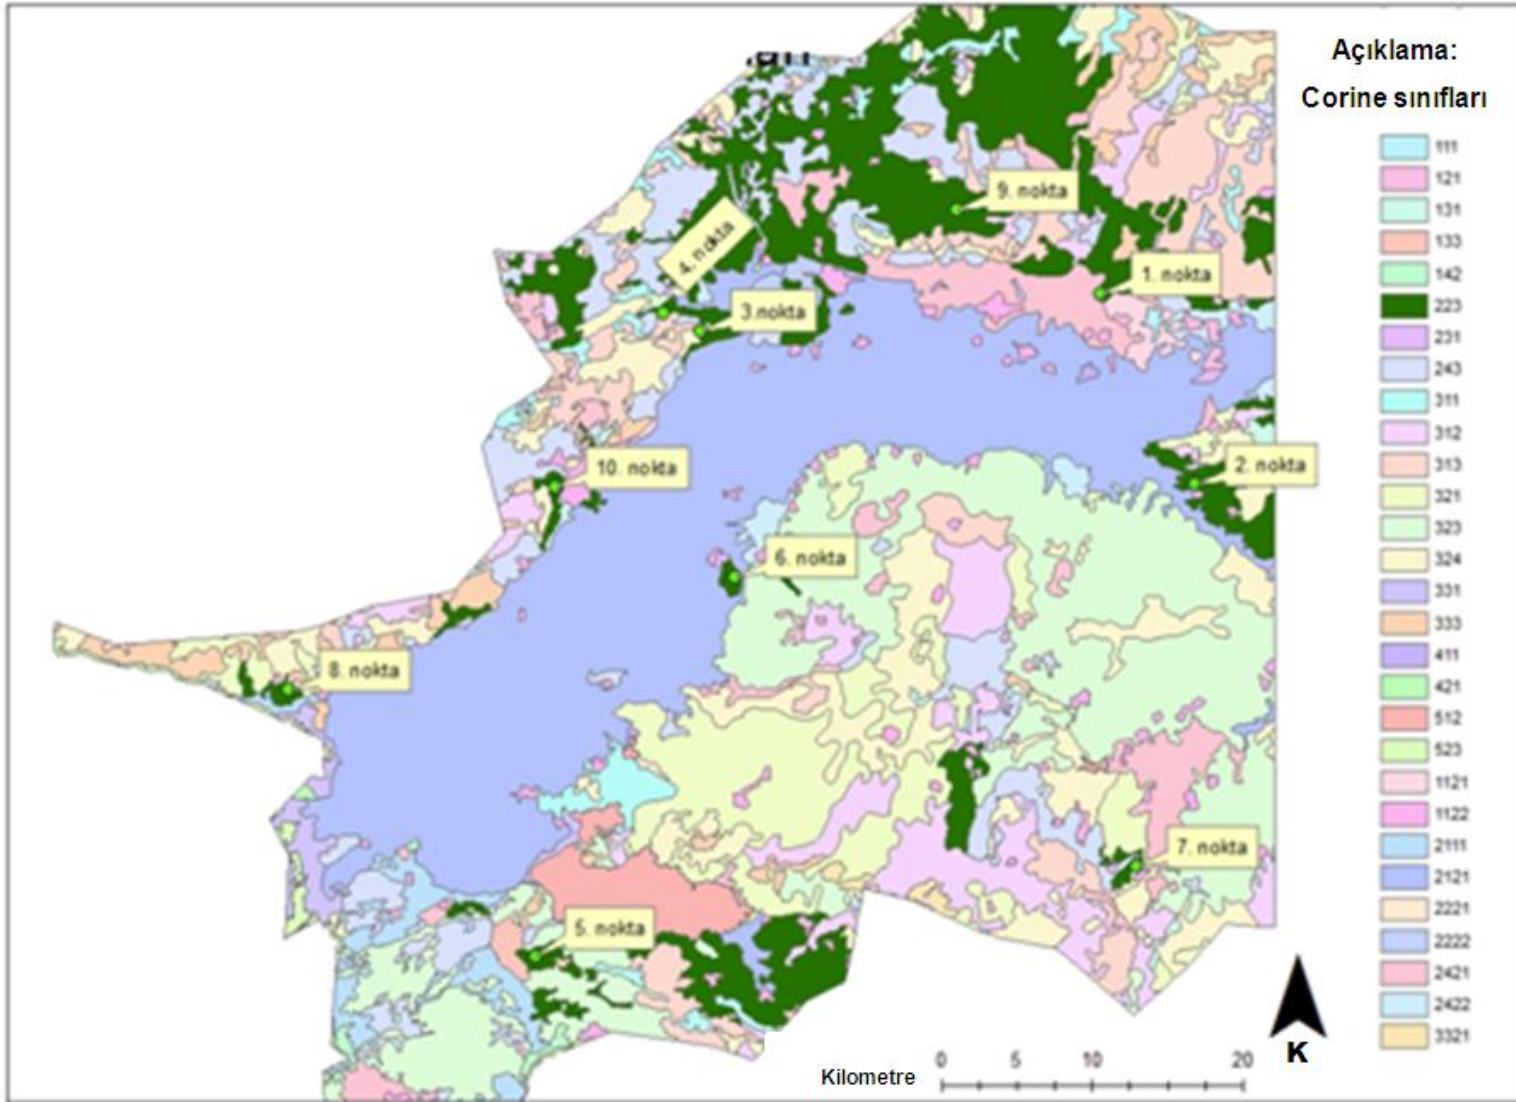 Açıklama:
Corine sınıfları
111
121
131
133
142
223
231
243
311
312
313
321
323
324
331
333
411
421
512
523
1121
1122
2111
2121
2221
2222
2421
2422
3321
9. nokta
4. nokta
1. nokta
3.nokta
10. nokta
2. nokta
6. nokta
8. nokta
7. nokta
5. nokta
K
Kilometre
0 5 10 20